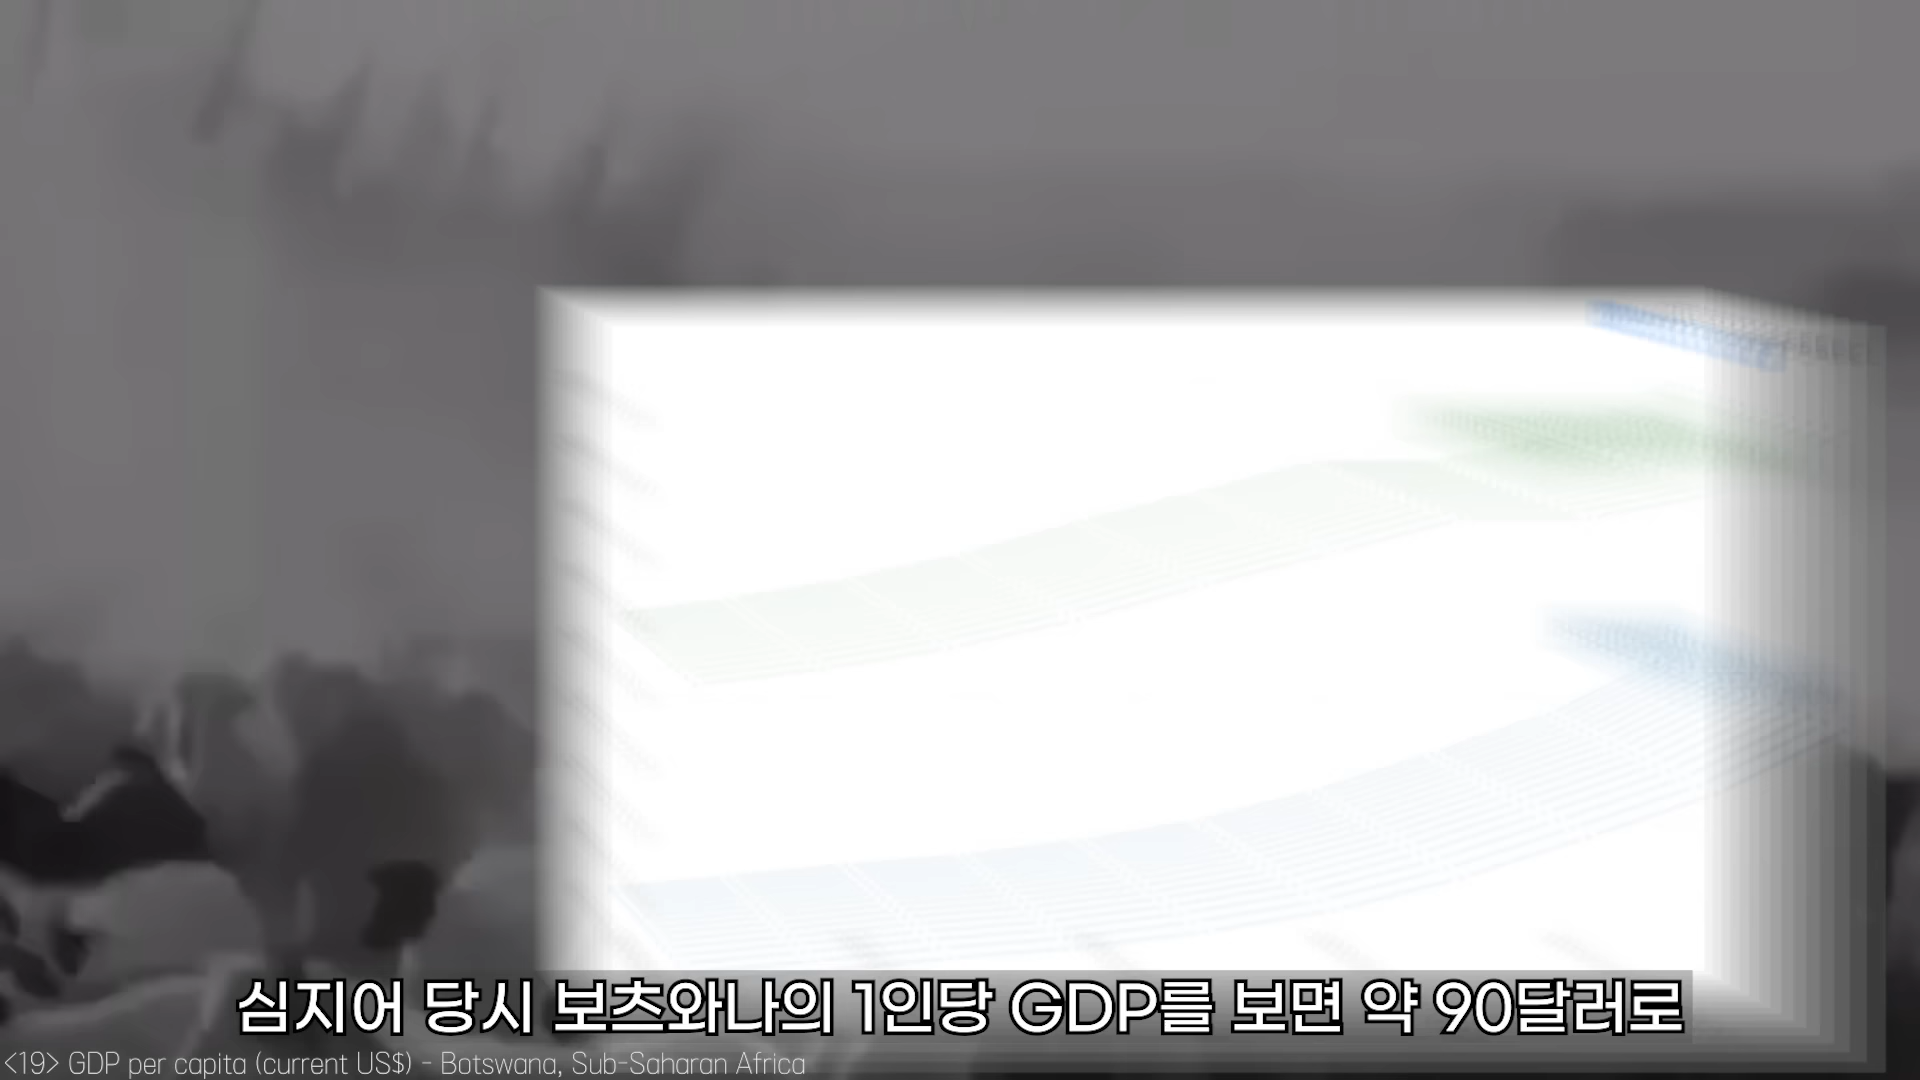 심지어 당시 보츠와나의 1인당 GDP를 보면 약 90달러로
<19> GDP per capita (current US$) - Botswana, Sub-Saharan Africa